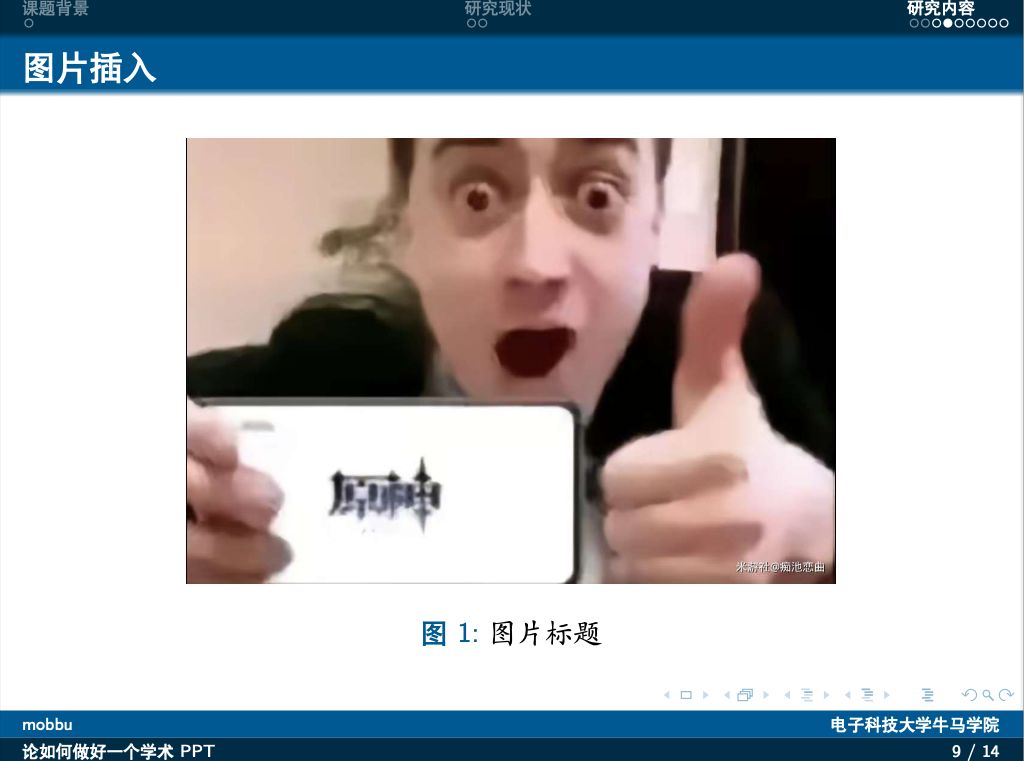 课题背景
研究现状
研究内容
图片插入
原神
米游社@痴池恋曲
图 1: 图片标题
mobbu
电子科技大学牛马学院
论如何做好一个学术 PPT
9 / 14